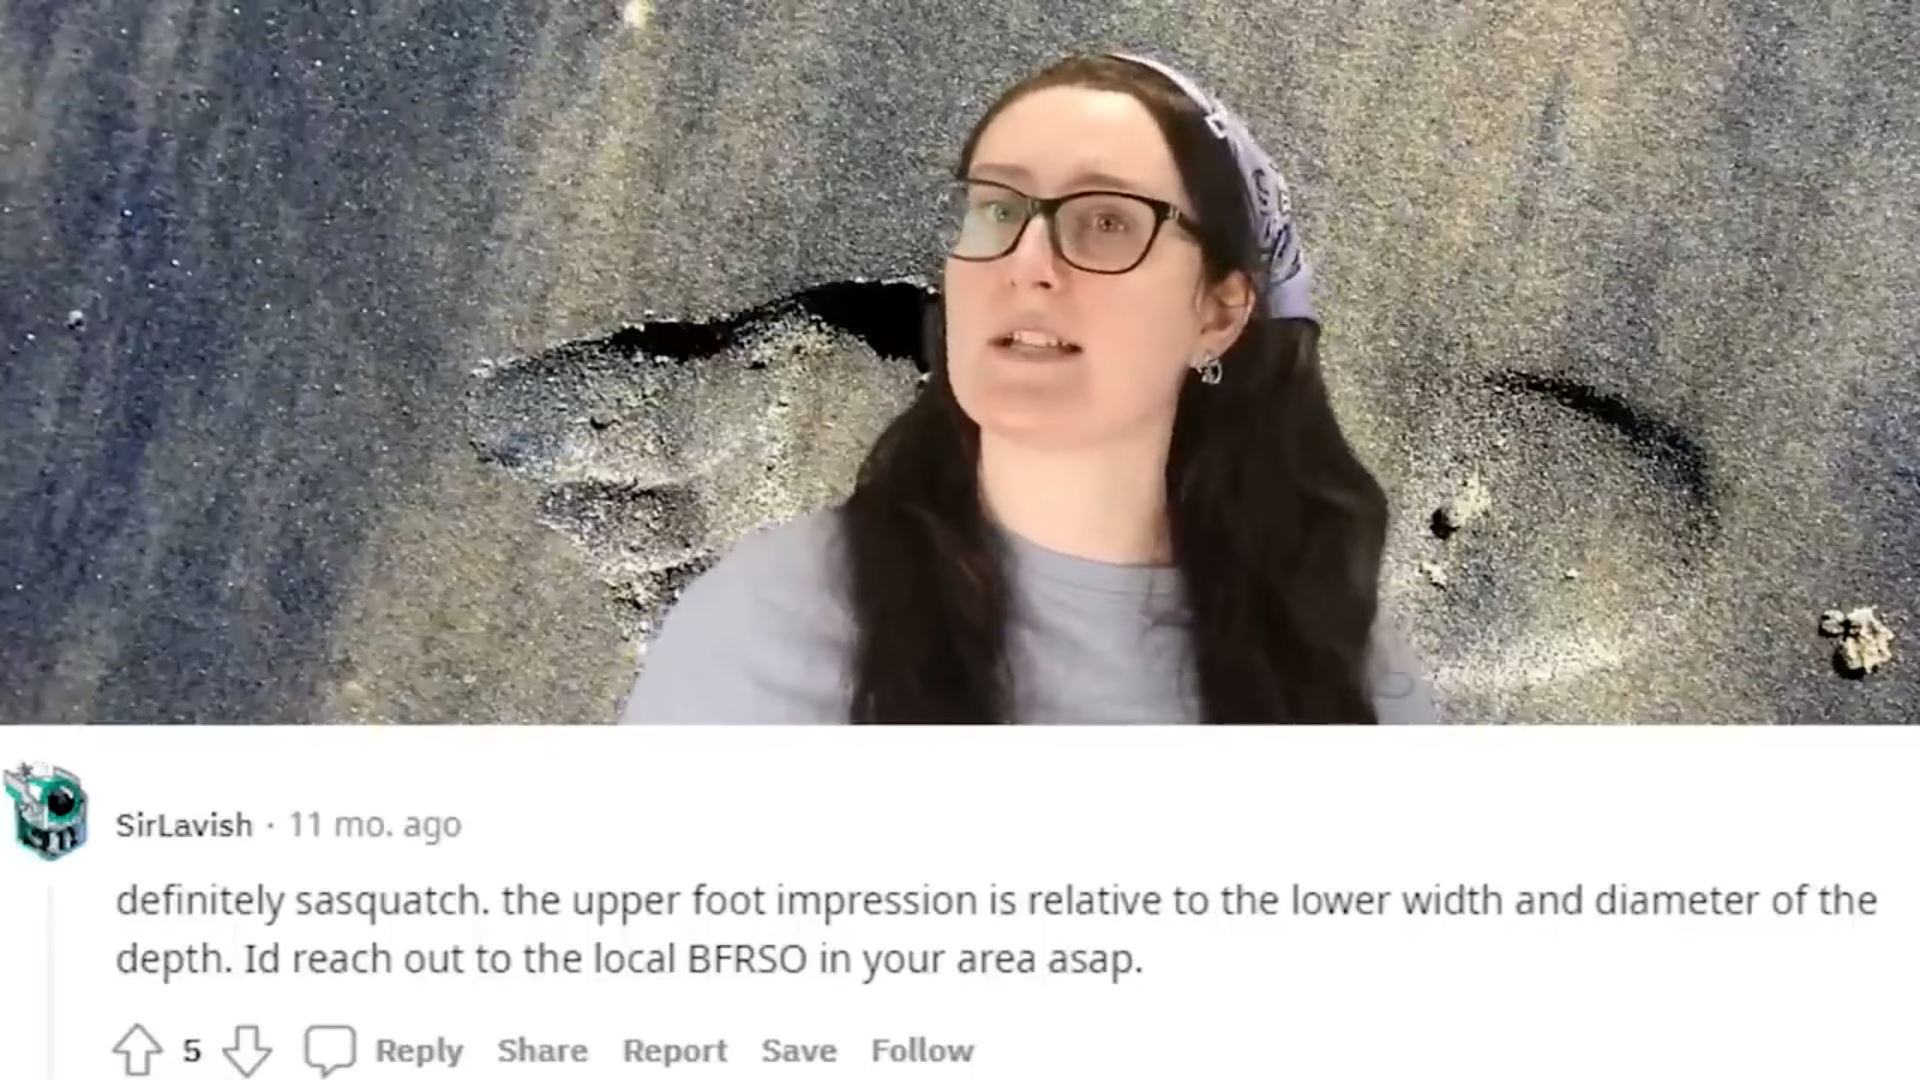 SirLavish · 11 mo. ago
definitely sasquatch. the upper foot impression is relative to the lower width and diameter of the
depth. Id reach out to the local BFRSO in your area asap.
5 Reply Share Report Save Follow